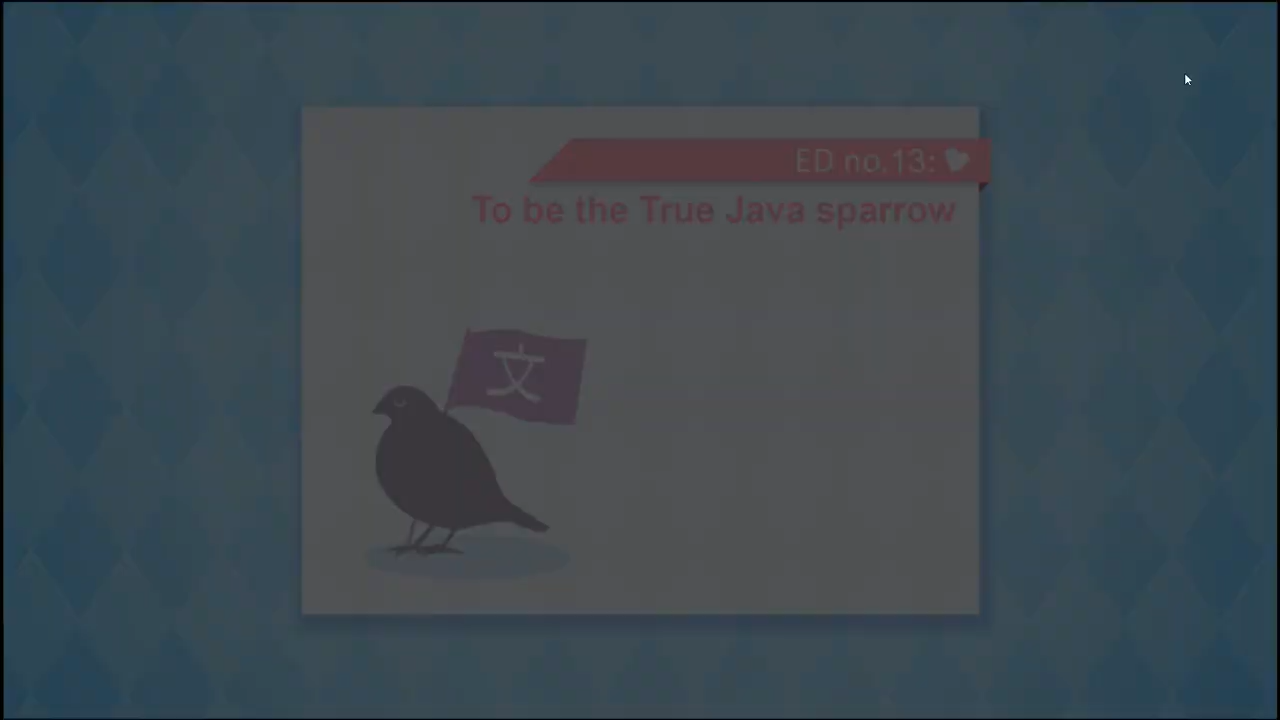 ED no.13:
To be the True Java sparrow
文